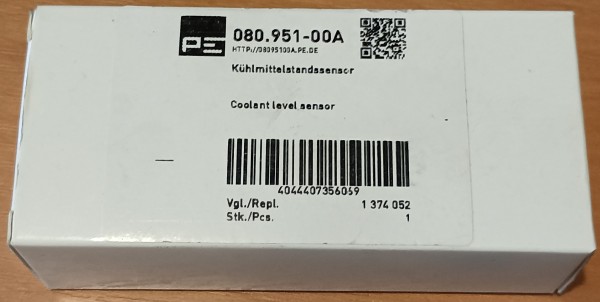 PE
080.951-00A
HTTP://08095100A.PE.DE
Kühlmittelstandssensor
Coolant level sensor
4044407356069
Vgl./Repl. 1 374 052
Stk./Pcs. 1